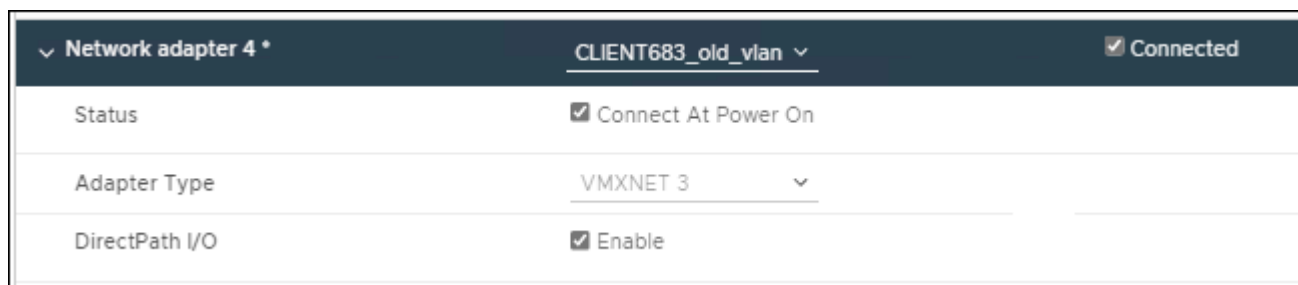 Network adapter 4 * CLIENT683_old_vlan Connected
Status Connect At Power On
Adapter Type VMXNET 3
DirectPath I/O Enable